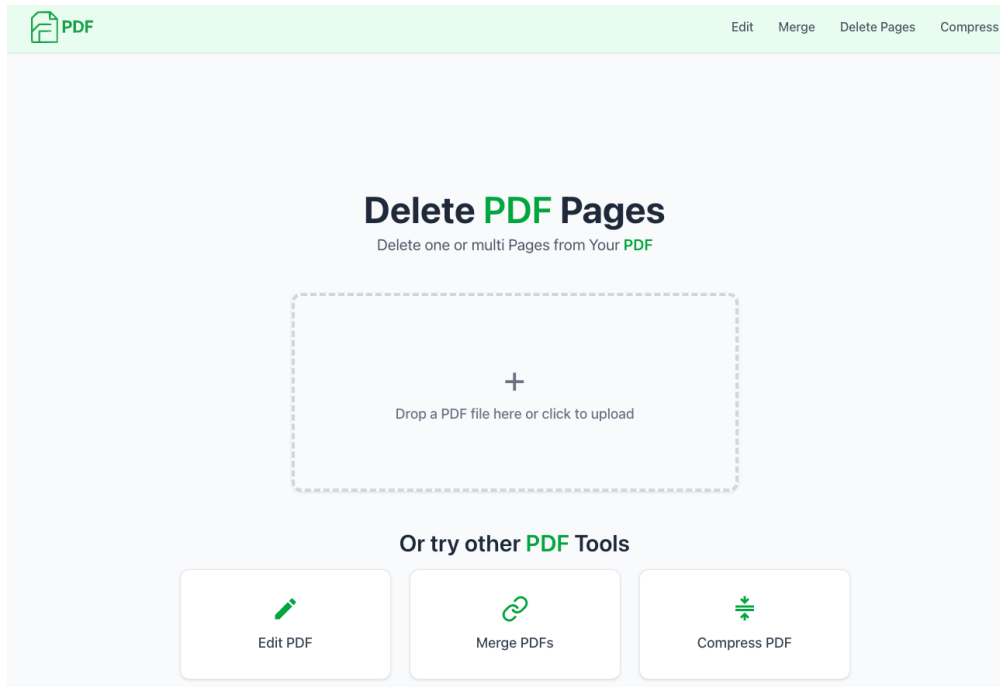 PDF
Edit Merge Delete Pages Compress
Delete PDF Pages
Delete one or multi Pages from Your PDF
Drop a PDF file here or click to upload
Or try other PDF Tools
Edit PDF Merge PDFs Compress PDF